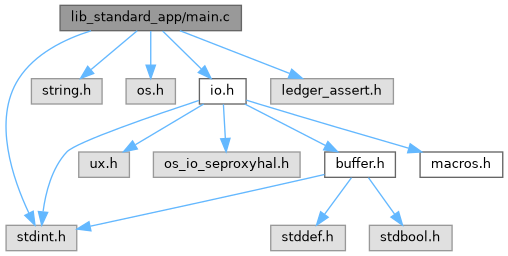 lib_standard_app/main.c
string.h
os.h
io.h
ledger_assert.h
ux.h
os_io_seproxyhal.h
buffer.h
macros.h
stdint.h
stddef.h
stdbool.h